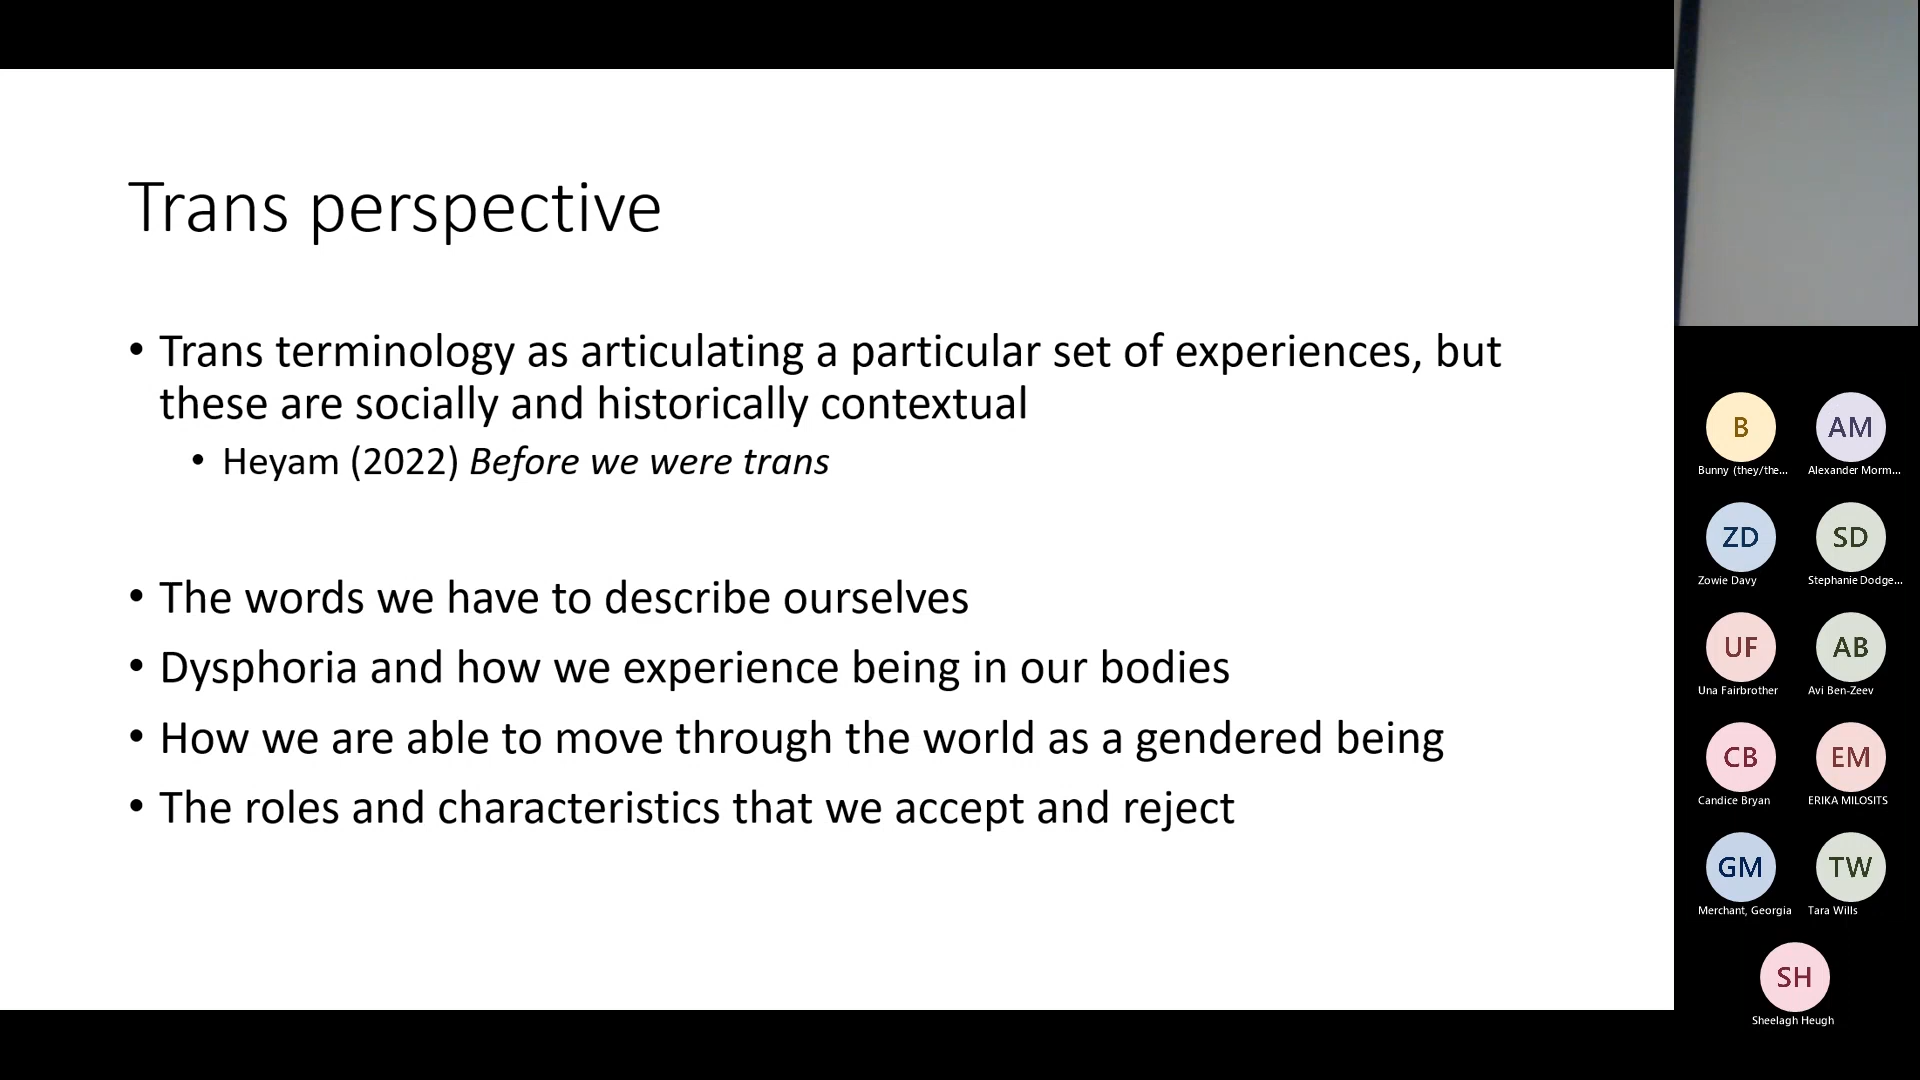 Trans perspective
• Trans terminology as articulating a particular set of experiences, but
these are socially and historically contextual
• Heyam (2022) Before we were trans
• The words we have to describe ourselves
• Dysphoria and how we experience being in our bodies
• How we are able to move through the world as a gendered being
• The roles and characteristics that we accept and reject
B
Bunny (they/the...
AM
Alexander Morm...
ZD
Zowie Davy
SD
Stephanie Dodge...
UF
Una Fairbrother
AB
Avi Ben-Zeev
CB
Candice Bryan
EM
ERIKA MILOSITS
GM
Merchant, Georgia
TW
Tara Wills
SH
Sheelagh Heugh